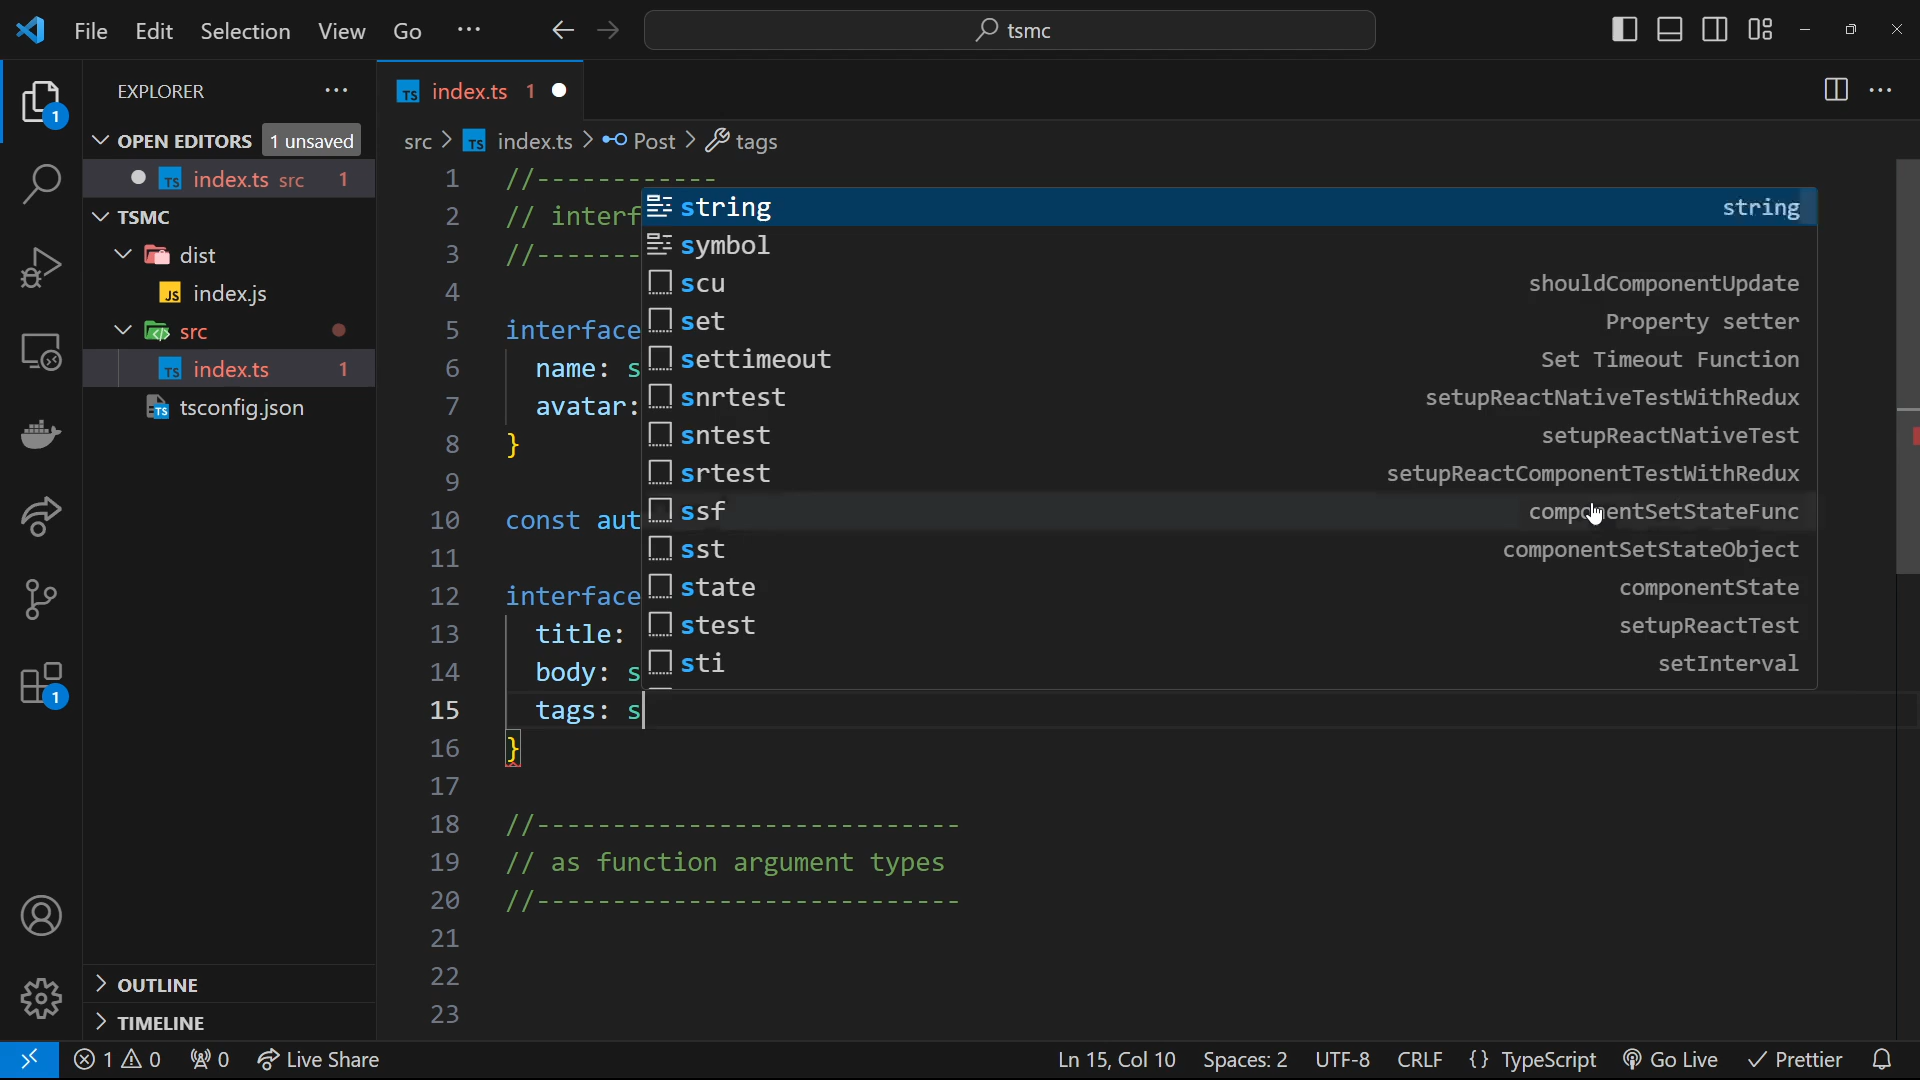 File Edit Selection View Go ··· tsmc
EXPLORER ···
OPEN EDITORS 1 unsaved
index.ts src 1
TSMC
dist
JS index.js
src
index.ts 1
tsconfig.json
OUTLINE
TIMELINE
TS index.ts 1
src > TS index.ts > Post > tags
1 //------------
2 // interf
3 //-------
4
5 interface
6 name: s
7 avatar:
8 }
9
10 const aut
11
12 interface
13 title:
14 body: s
15 tags: s
16 }
17
18 //----------------------------
19 // as function argument types
20 //----------------------------
21
22
23
string string
symbol
scu shouldComponentUpdate
set Property setter
settimeout Set Timeout Function
snrtest setupReactNativeTestWithRedux
sntest setupReactNativeTest
srtest setupReactComponentTestWithRedux
ssf componentSetStateFunc
sst componentSetStateObject
state componentState
stest setupReactTest
sti setInterval
1 0 0 Live Share Ln 15, Col 10 Spaces: 2 UTF-8 CRLF {} TypeScript Go Live Prettier